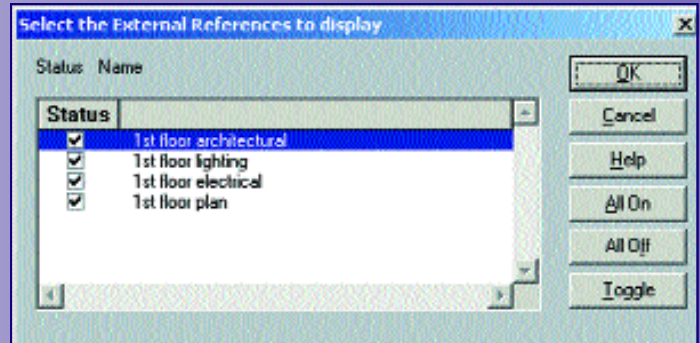 Select the External References to display
Status Name
Status
1st floor architectural
1st floor lighting
1st floor electrical
1st floor plan
OK
Cancel
Help
All On
All Off
Toggle